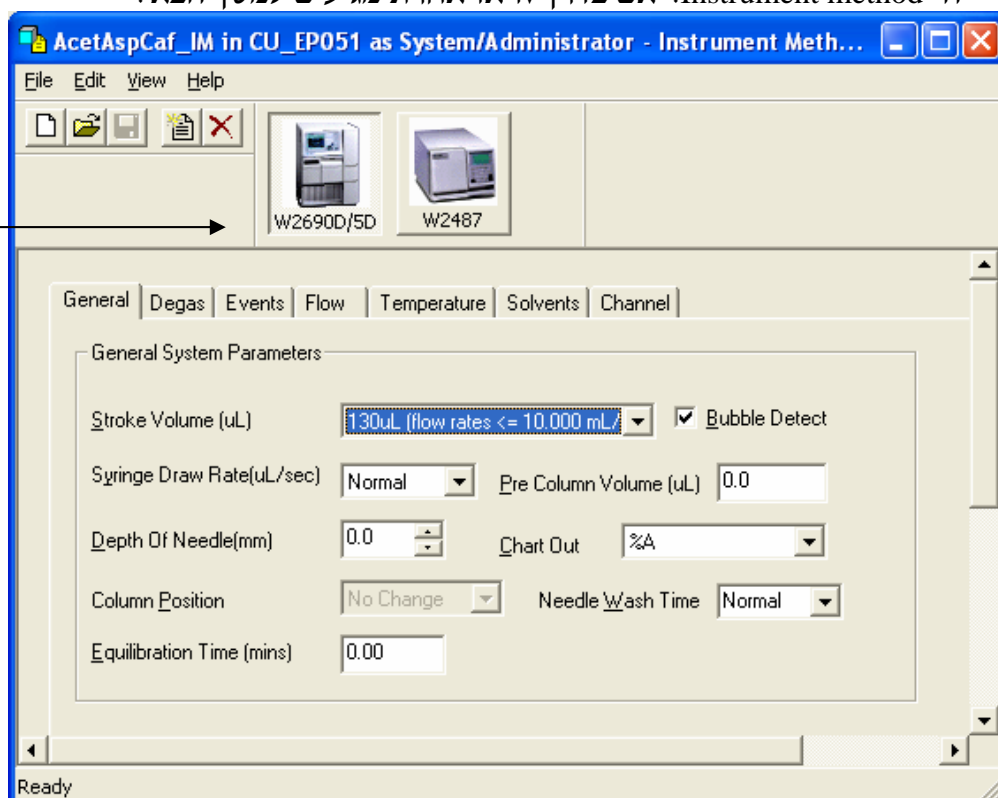 Instrument method
AcetAspCaf_IM in CU_EP051 as System/Administrator - Instrument Meth...
File Edit View Help
W2690D/5D W2487
General Degas Events Flow Temperature Solvents Channel
General System Parameters
Stroke Volume (uL) 130uL (flow rates <= 10.000 mL/ Bubble Detect
Syringe Draw Rate(uL/sec) Normal Pre Column Volume (uL) 0.0
Depth Of Needle(mm) 0.0 Chart Out %A
Column Position No Change Needle Wash Time Normal
Equilibration Time (mins) 0.00
Ready